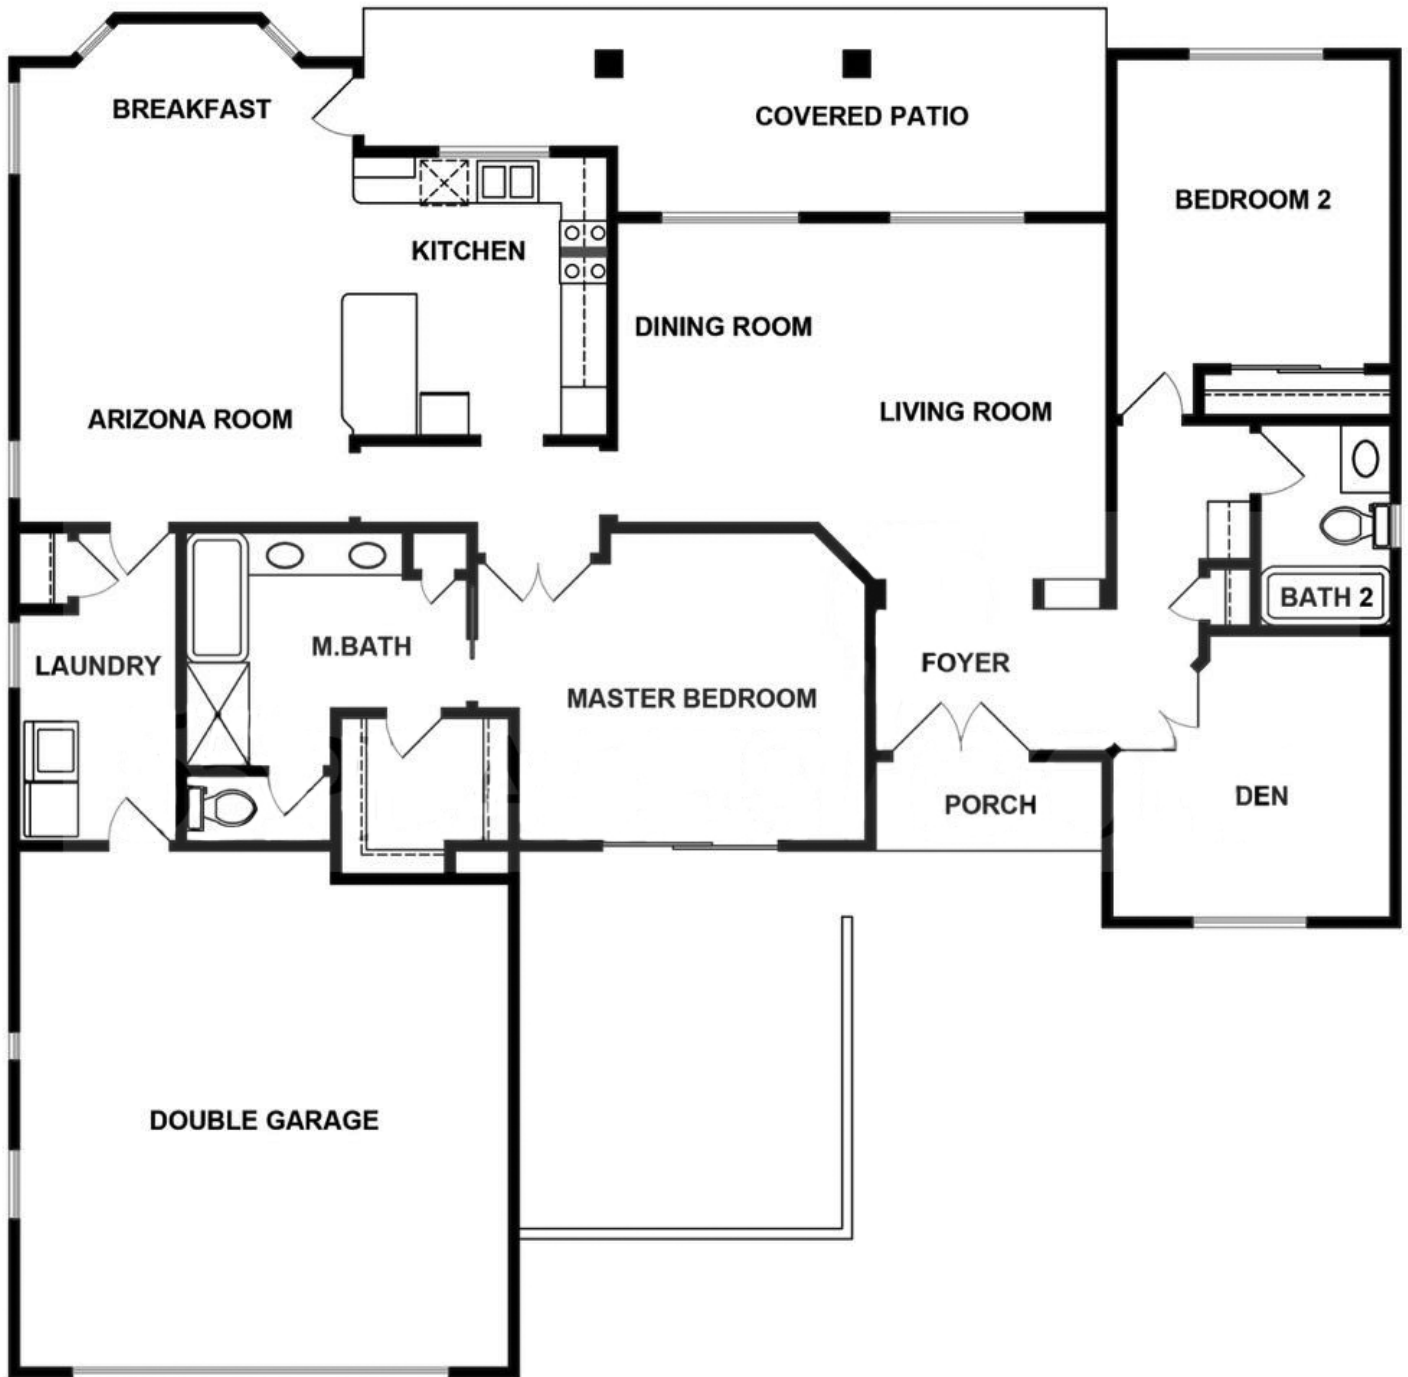 BREAKFAST
COVERED PATIO
BEDROOM 2
KITCHEN
DINING ROOM
LIVING ROOM
ARIZONA ROOM
BATH 2
M.BATH
LAUNDRY
FOYER
MASTER BEDROOM
DEN
PORCH
DOUBLE GARAGE